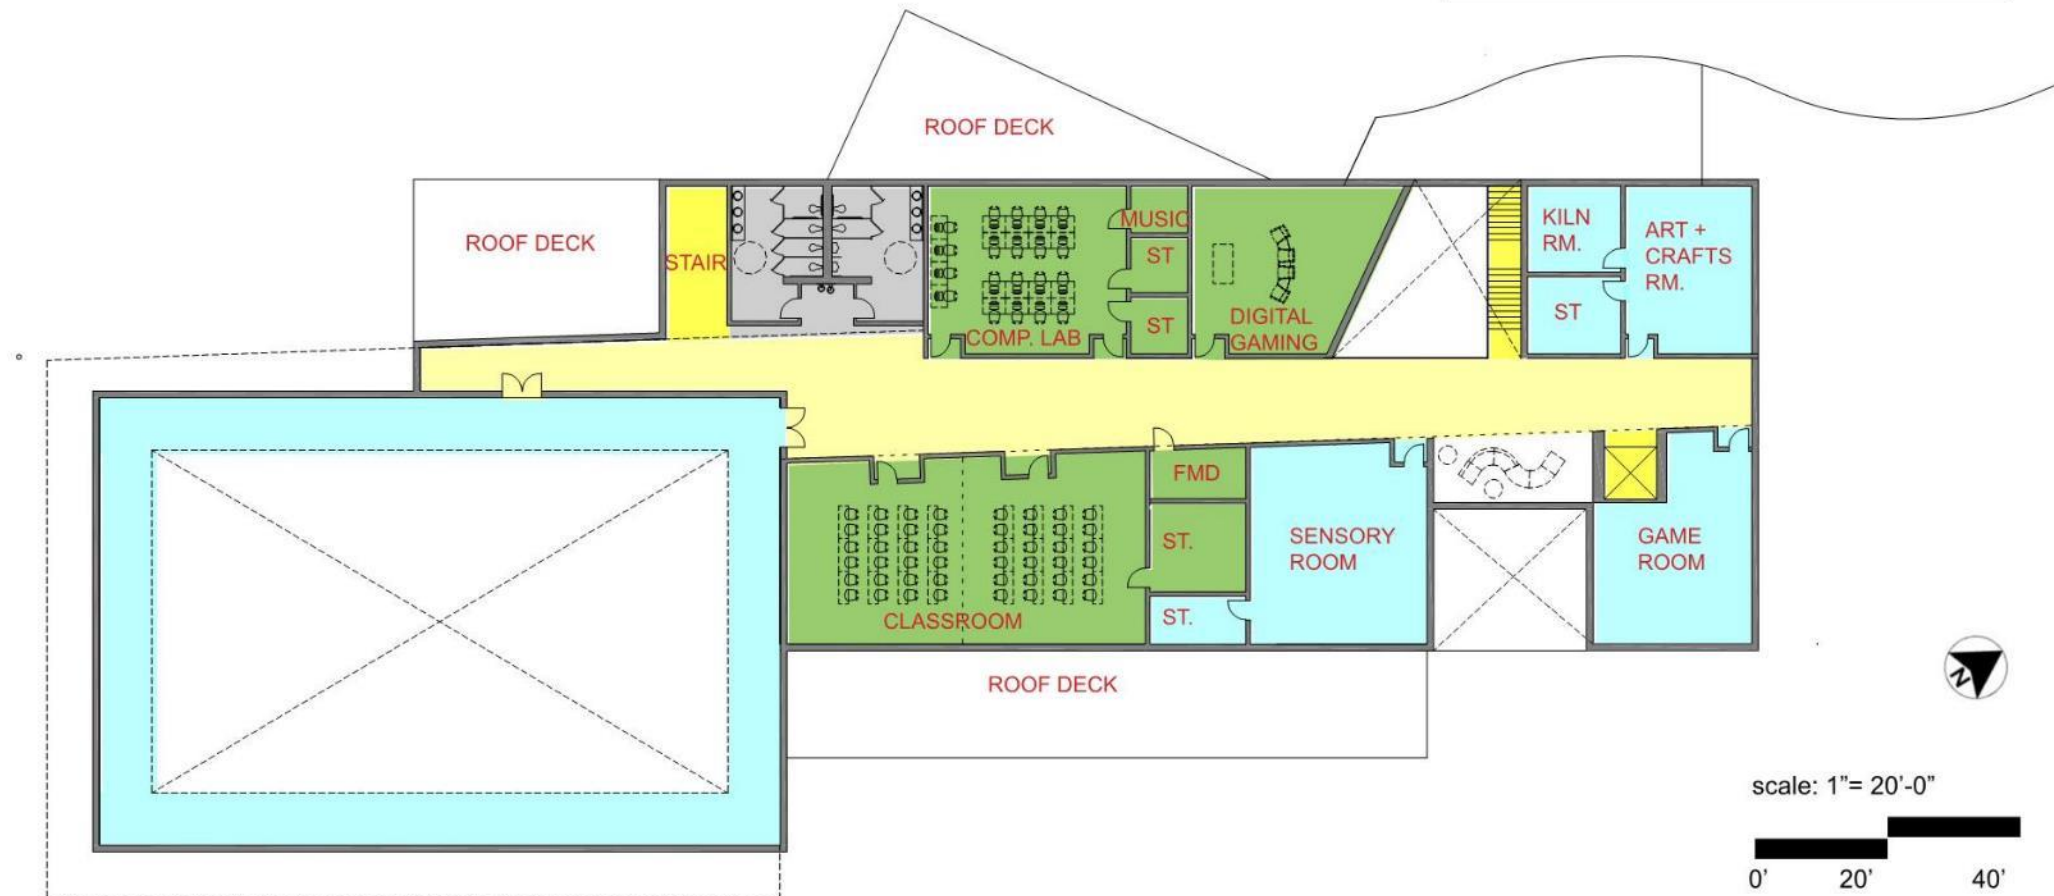 ROOF DECK
ROOF DECK
STAIR
MUSIC
ST
ST
COMP. LAB
DIGITAL
GAMING
KILN
RM.
ST
ART +
CRAFTS
RM.
FMD
ST.
ST.
CLASSROOM
SENSORY
ROOM
GAME
ROOM
ROOF DECK
N
scale: 1”= 20’-0”
0’ 20’ 40’